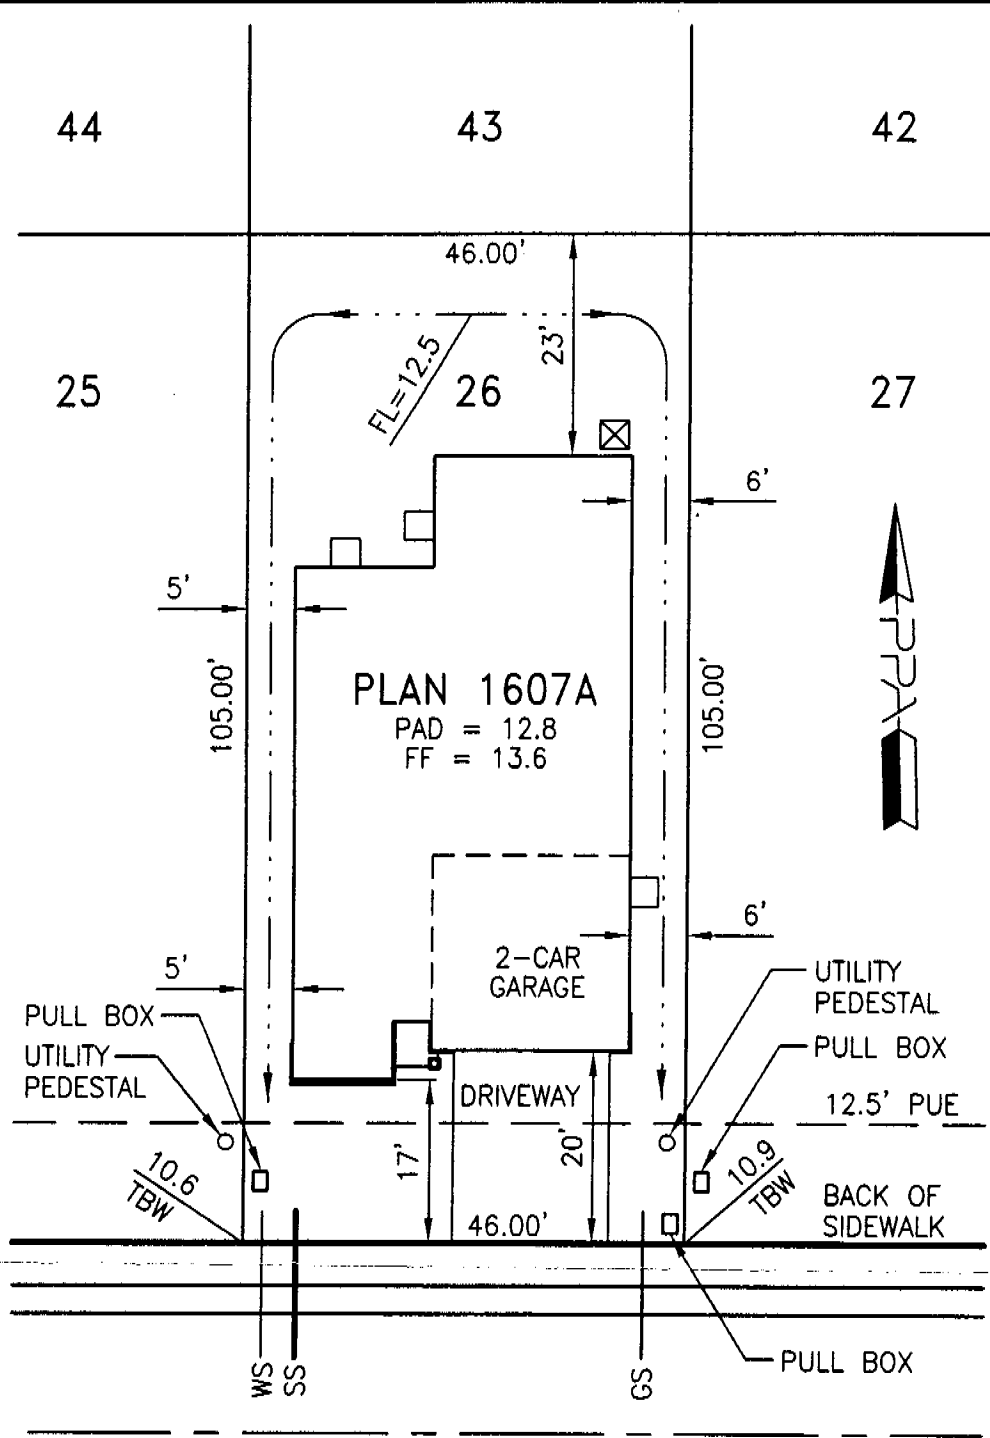 44
43
42
46.00'
23'
FL=12.5
25
26
27
6'
5'
105.00'
PLAN 1607A
PAD = 12.8
FF = 13.6
105.00'
PPA
2-CAR
GARAGE
6'
5'
UTILITY
PEDESTAL
PULL BOX
PULL BOX
UTILITY
PEDESTAL
DRIVEWAY
12.5' PUE
17'
20'
10.6
TBW
10.9
TBW
BACK OF
SIDEWALK
46.00'
PULL BOX
WS
SS
GS